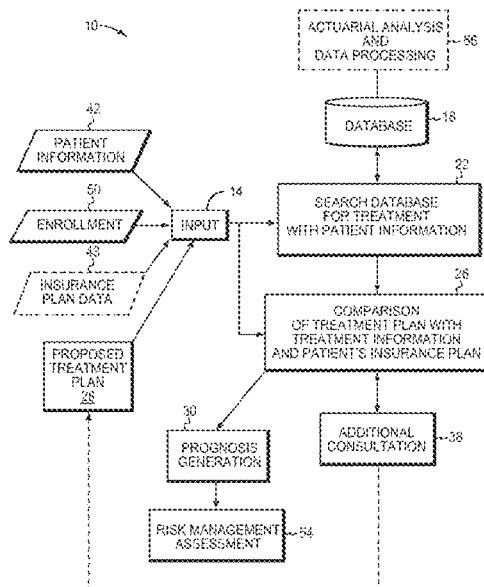 10
ACTUARIAL ANALYSIS
AND
DATA PROCESSING
56
42
PATIENT
INFORMATION
DATABASE
18
50
ENROLLMENT
14
INPUT
22
SEARCH DATABASE
FOR TREATMENT
WITH PATIENT INFORMATION
43
INSURANCE
PLAN DATA
26
COMPARISON
OF TREATMENT PLAN WITH
TREATMENT INFORMATION
AND PATIENT'S INSURANCE PLAN
PROPOSED
TREATMENT
PLAN
28
30
PROGNOSIS
GENERATION
ADDITIONAL
CONSULTATION
38
RISK MANAGEMENT
ASSESSMENT
54